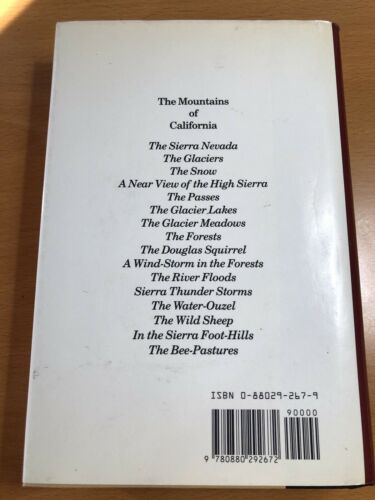 The Mountains
of
California
The Sierra Nevada
The Glaciers
The Snow
A Near View of the High Sierra
The Passes
The Glacier Lakes
The Glacier Meadows
The Forests
The Douglas Squirrel
A Wind-Storm in the Forests
The River Floods
Sierra Thunder Storms
The Water-Ouzel
The Wild Sheep
In the Sierra Foot-Hills
The Bee-Pastures
ISBN 0-88029-267-9
90000
9 780880 292672